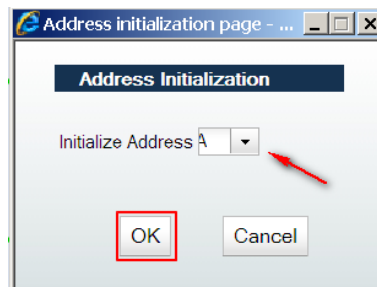 Address initialization page - ...
Address Initialization
Initialize Address A
OK Cancel